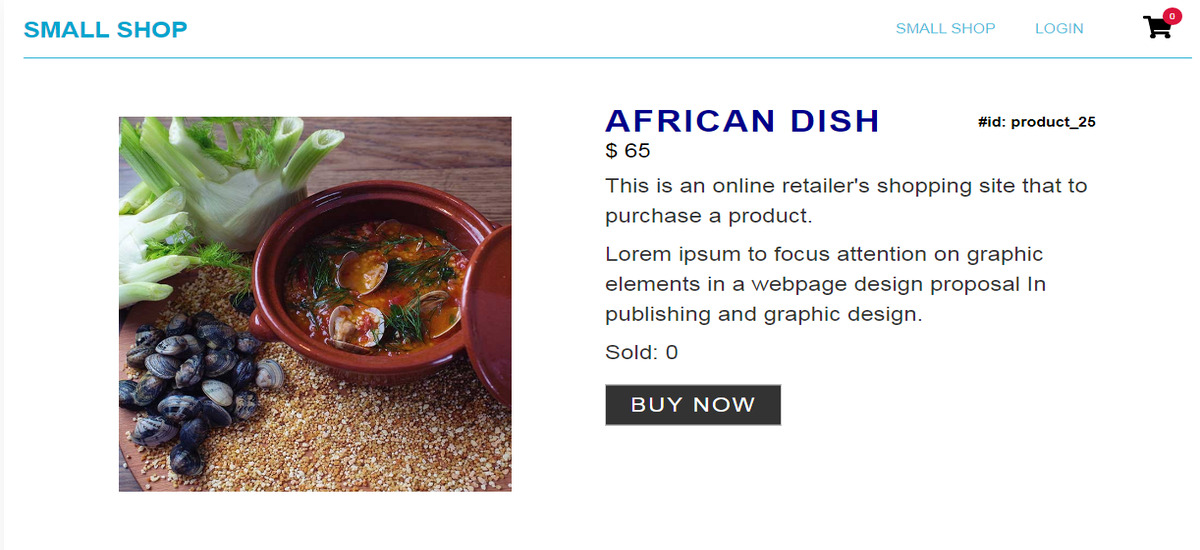 SMALL SHOP
SMALL SHOP
LOGIN
0
AFRICAN DISH
#id: product_25
$ 65
This is an online retailer's shopping site that to
purchase a product.
Lorem ipsum to focus attention on graphic
elements in a webpage design proposal In
publishing and graphic design.
Sold: 0
BUY NOW